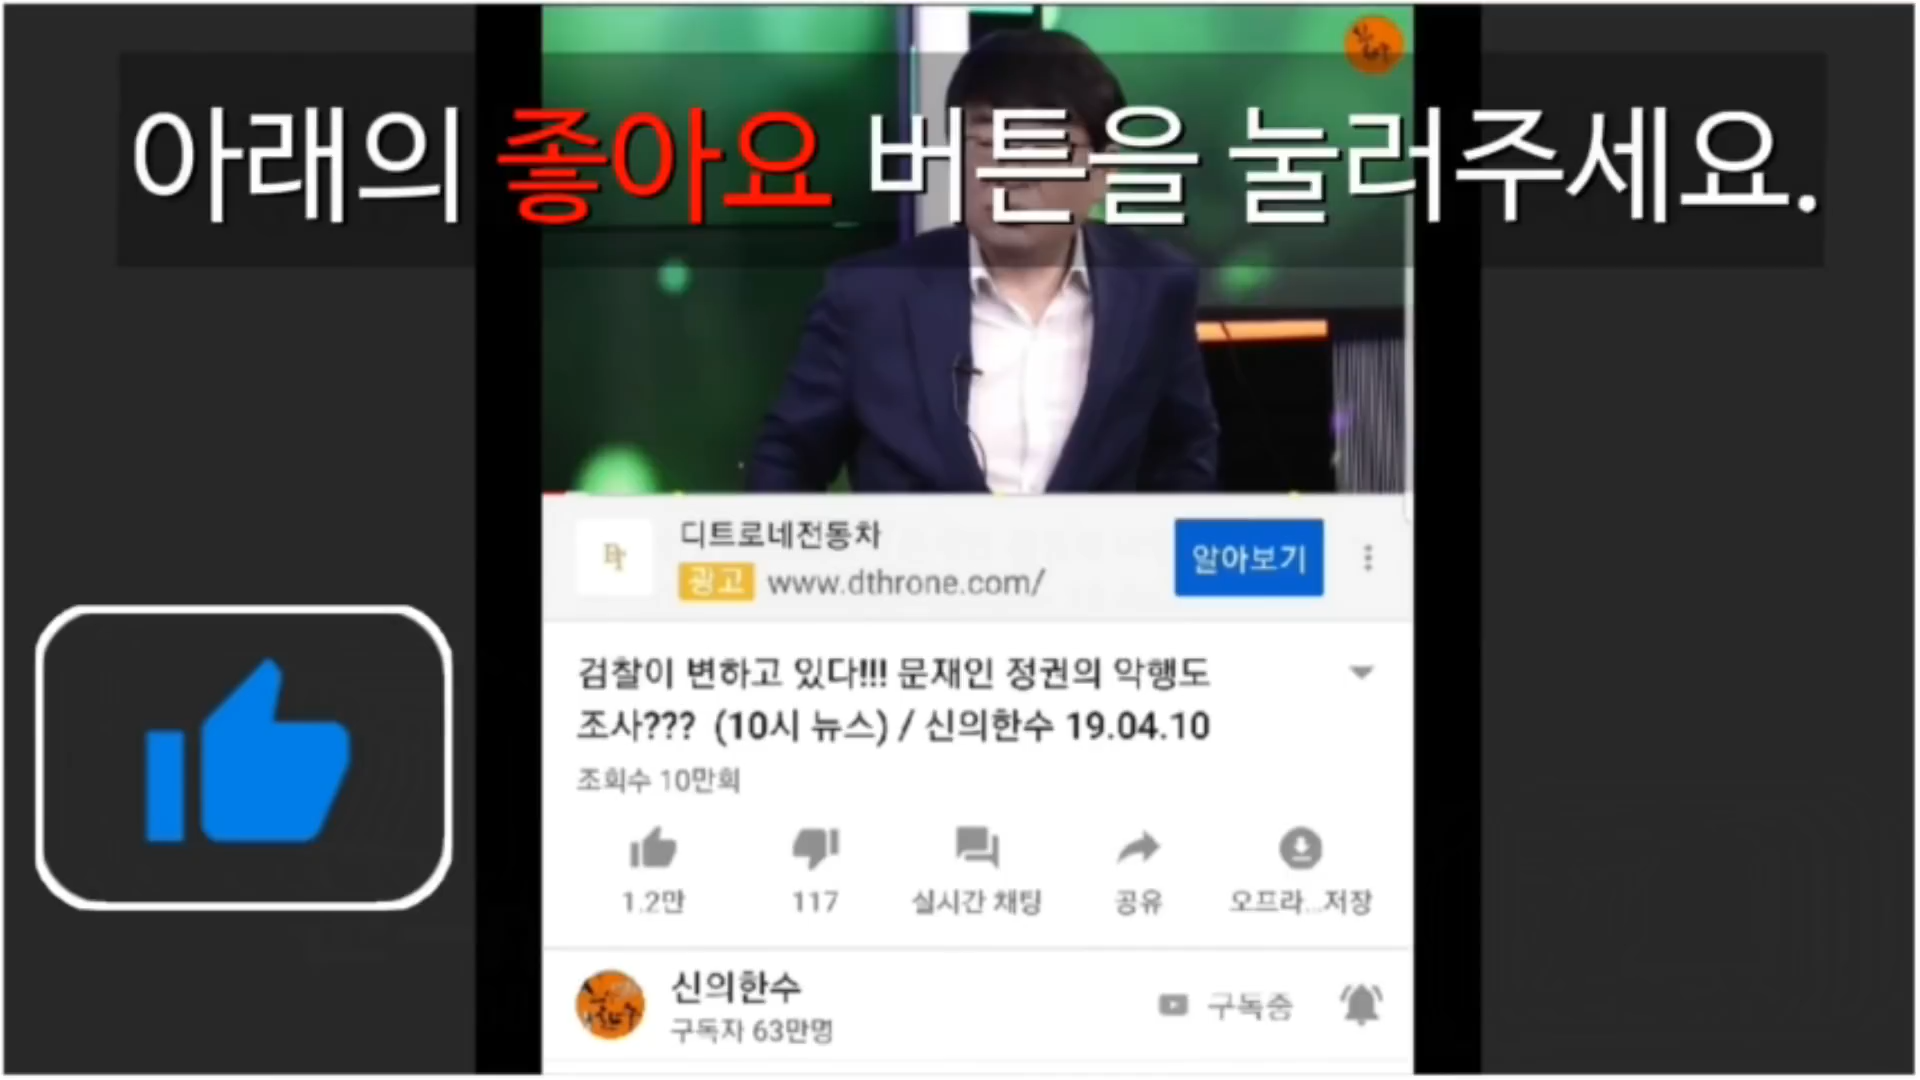 아래의 좋아요 버튼을 눌러주세요.
디트로네전동차
광고 www.dthrone.com/
알아보기
검찰이 변하고 있다!!! 문재인 정권의 악행도
조사??? (10시 뉴스) / 신의한수 19.04.10
조회수 10만회
1.2만
117
실시간 채팅
공유
오프라...저장
신의한수
구독자 63만명
구독중